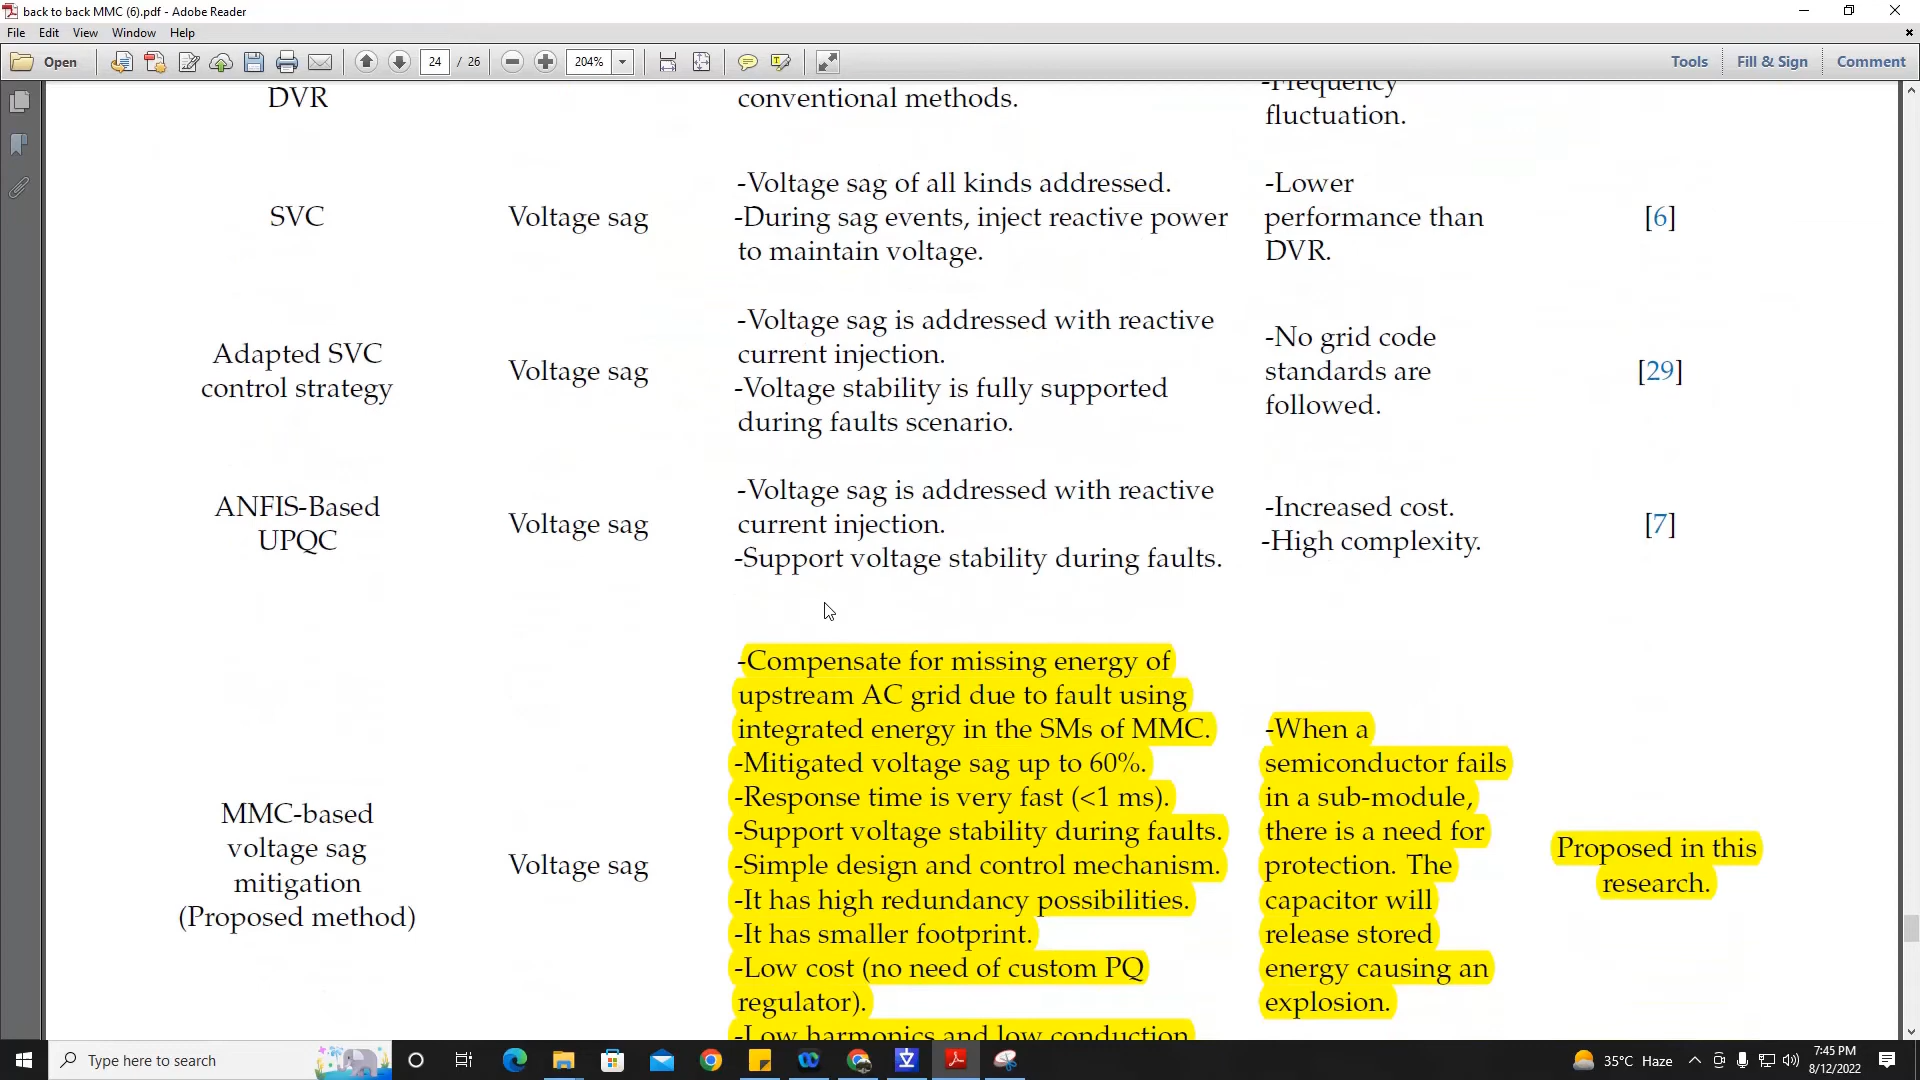 back to back MMC (6).pdf - Adobe Reader
File Edit View Window Help
Open 24 / 26 204% Tools Fill & Sign Comment
DVR
conventional methods.
-Frequency
fluctuation.
SVC
Voltage sag
-Voltage sag of all kinds addressed.
-During sag events, inject reactive power
to maintain voltage.
-Lower
performance than
DVR.
[6]
Adapted SVC
control strategy
Voltage sag
-Voltage sag is addressed with reactive
current injection.
-Voltage stability is fully supported
during faults scenario.
-No grid code
standards are
followed.
[29]
ANFIS-Based
UPQC
Voltage sag
-Voltage sag is addressed with reactive
current injection.
-Support voltage stability during faults.
-Increased cost.
-High complexity.
[7]
MMC-based
voltage sag
mitigation
(Proposed method)
Voltage sag
-Compensate for missing energy of
upstream AC grid due to fault using
integrated energy in the SMs of MMC.
-Mitigated voltage sag up to 60%.
-Response time is very fast (<1 ms).
-Support voltage stability during faults.
-Simple design and control mechanism.
-It has high redundancy possibilities.
-It has smaller footprint.
-Low cost (no need of custom PQ
regulator).
-Low harmonics and low conduction
-When a
semiconductor fails
in a sub-module,
there is a need for
protection. The
capacitor will
release stored
energy causing an
explosion.
Proposed in this
research.
Type here to search
35°C Haze
7:45 PM
8/12/2022